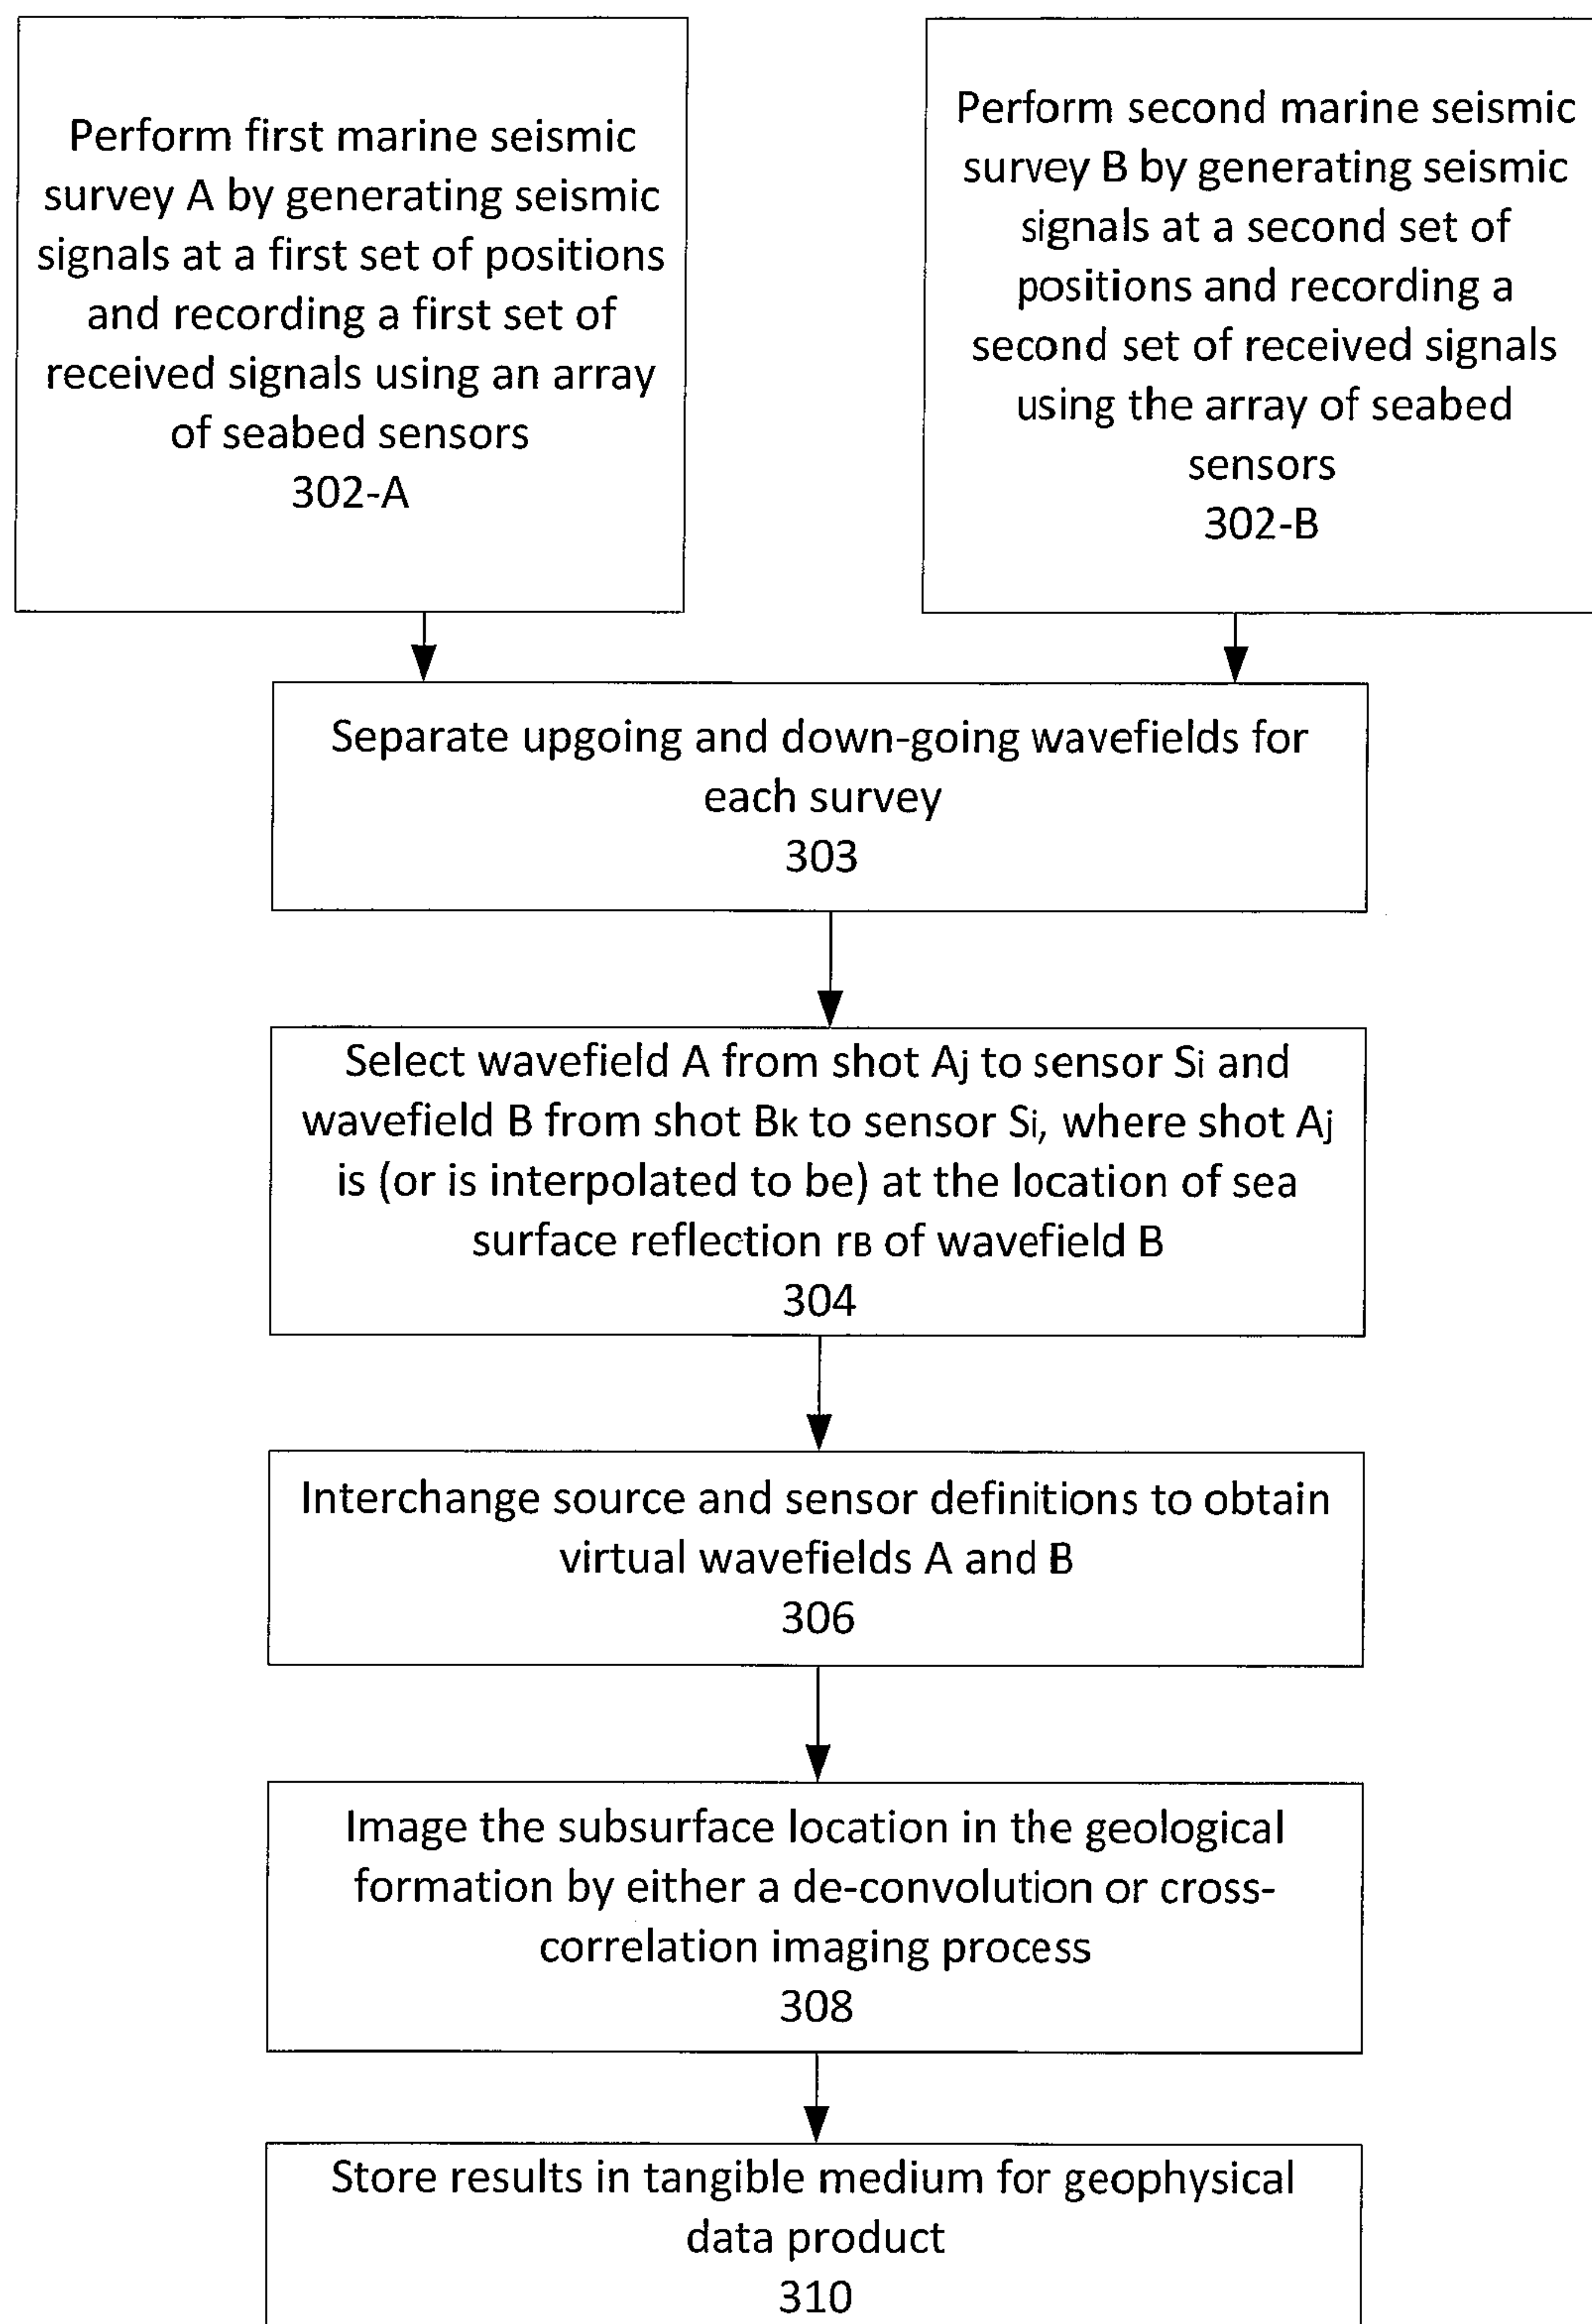 Perform first marine seismic
survey A by generating seismic
signals at a first set of positions
and recording a first set of
received signals using an array
of seabed sensors
302-A
Perform second marine seismic
survey B by generating seismic
signals at a second set of
positions and recording a
second set of received signals
using the array of seabed
sensors
302-B
Separate upgoing and down-going wavefields for
each survey
303
Select wavefield A from shot Aj to sensor Si and
wavefield B from shot Bk to sensor Si, where shot Aj
is (or is interpolated to be) at the location of sea
surface reflection rB of wavefield B
304
Interchange source and sensor definitions to obtain
virtual wavefields A and B
306
Image the subsurface location in the geological
formation by either a de-convolution or cross-
correlation imaging process
308
Store results in tangible medium for geophysical
data product
310